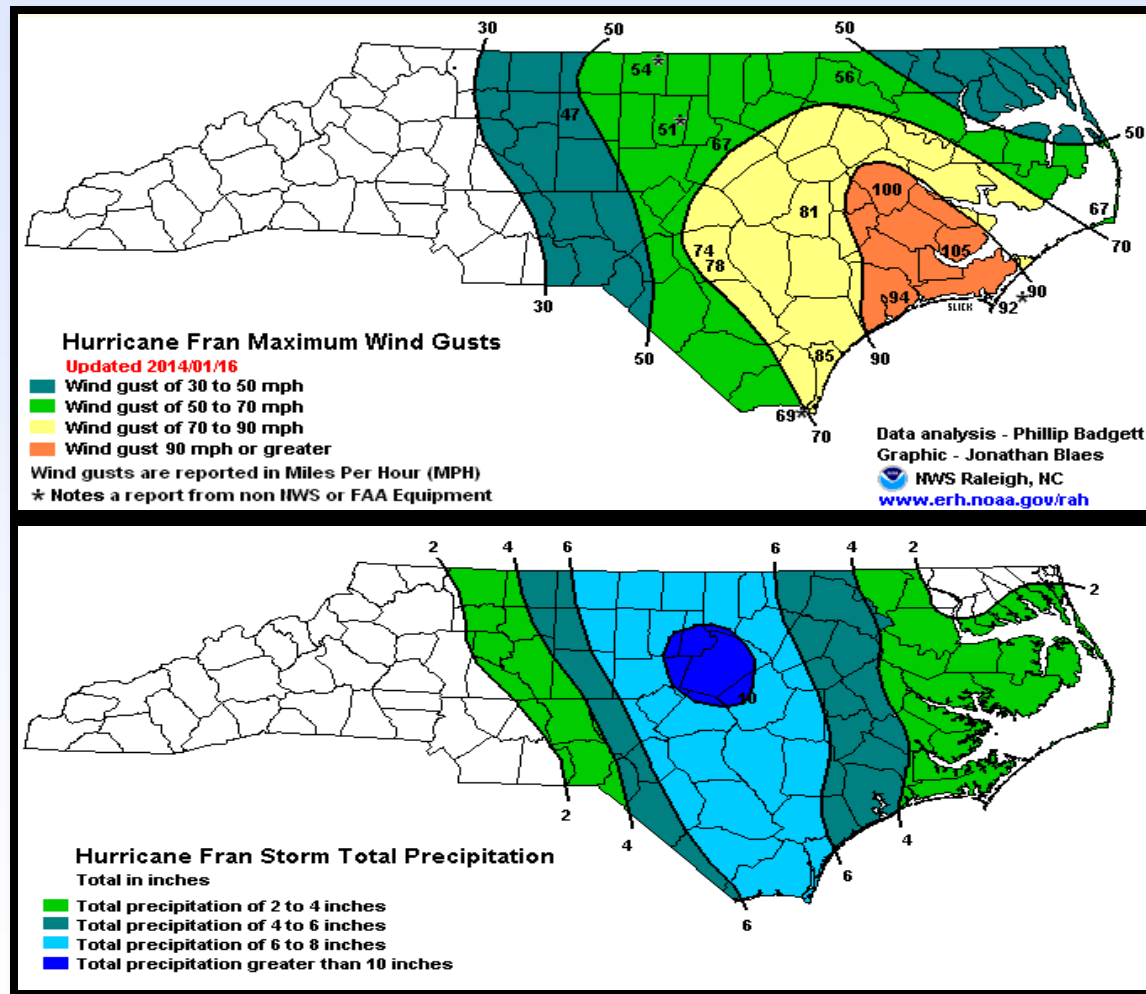 30
50
50
54*
56
47
51*
67
50
100
81
67
74
105
70
78
94
90
92*
SLICK
30
50
90
85
69*
70
Hurricane Fran Maximum Wind Gusts
Updated 2014/01/16
Wind gust of 30 to 50 mph
Wind gust of 50 to 70 mph
Wind gust of 70 to 90 mph
Wind gust 90 mph or greater
Wind gusts are reported in Miles Per Hour (MPH)
* Notes a report from non NWS or FAA Equipment
Data analysis - Phillip Badgett
Graphic - Jonathan Blaes
NWS Raleigh, NC
www.erh.noaa.gov/rah
2
4
6
6
4
2
2
10
2
4
4
6
6
Hurricane Fran Storm Total Precipitation
Total in inches
Total precipitation of 2 to 4 inches
Total precipitation of 4 to 6 inches
Total precipitation of 6 to 8 inches
Total precipitation greater than 10 inches